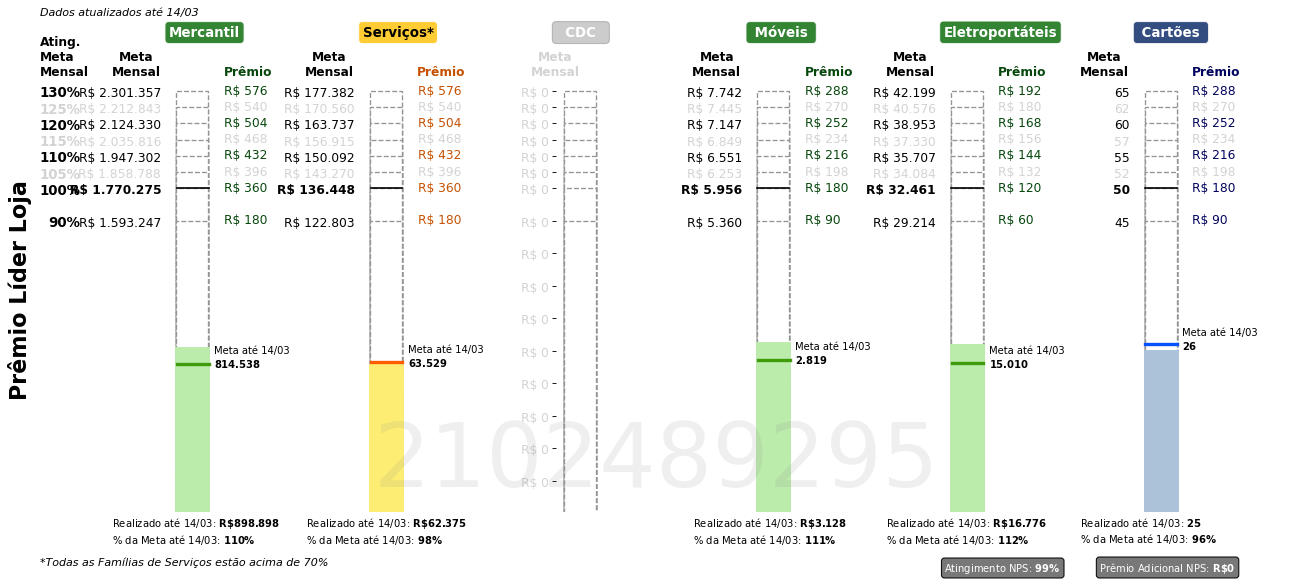 Dados atualizados até 14/03
Mercantil Serviços* CDC Móveis Eletroportáteis Cartões
Ating.
Meta Meta Meta Meta Meta Meta Meta
Mensal Mensal Prêmio Mensal Prêmio Mensal Mensal Prêmio Mensal Prêmio Mensal Prêmio
130% R$ 2.301.357 R$ 576 R$ 177.382 R$ 576 R$ 0 R$ 7.742 R$ 288 R$ 42.199 R$ 192 65 R$ 288
125% R$ 2.212.843 R$ 540 R$ 170.560 R$ 540 R$ 0 R$ 7.445 R$ 270 R$ 40.576 R$ 180 62 R$ 270
120% R$ 2.124.330 R$ 504 R$ 163.737 R$ 504 R$ 0 R$ 7.147 R$ 252 R$ 38.953 R$ 168 60 R$ 252
115% R$ 2.035.816 R$ 468 R$ 156.915 R$ 468 R$ 0 R$ 6.849 R$ 234 R$ 37.330 R$ 156 57 R$ 234
110% R$ 1.947.302 R$ 432 R$ 150.092 R$ 432 R$ 0 R$ 6.551 R$ 216 R$ 35.707 R$ 144 55 R$ 216
105% R$ 1.858.788 R$ 396 R$ 143.270 R$ 396 R$ 0 R$ 6.253 R$ 198 R$ 34.084 R$ 132 52 R$ 198
100% R$ 1.770.275 R$ 360 R$ 136.448 R$ 360 R$ 0 R$ 5.956 R$ 180 R$ 32.461 R$ 120 50 R$ 180
90% R$ 1.593.247 R$ 180 R$ 122.803 R$ 180 R$ 0 R$ 5.360 R$ 90 R$ 29.214 R$ 60 45 R$ 90
R$ 0
R$ 0
R$ 0
R$ 0
R$ 0
R$ 0
R$ 0
R$ 0
Prêmio Líder Loja
Meta até 14/03 Meta até 14/03 Meta até 14/03 Meta até 14/03 Meta até 14/03
814.538 63.529 2.819 15.010 26
2102489295
Realizado até 14/03: R$898.898 Realizado até 14/03: R$62.375 Realizado até 14/03: R$3.128 Realizado até 14/03: R$16.776 Realizado até 14/03: 25
% da Meta até 14/03: 110% % da Meta até 14/03: 98% % da Meta até 14/03: 111% % da Meta até 14/03: 112% % da Meta até 14/03: 96%
*Todas as Famílias de Serviços estão acima de 70%
Atingimento NPS: 99% Prêmio Adicional NPS: R$0